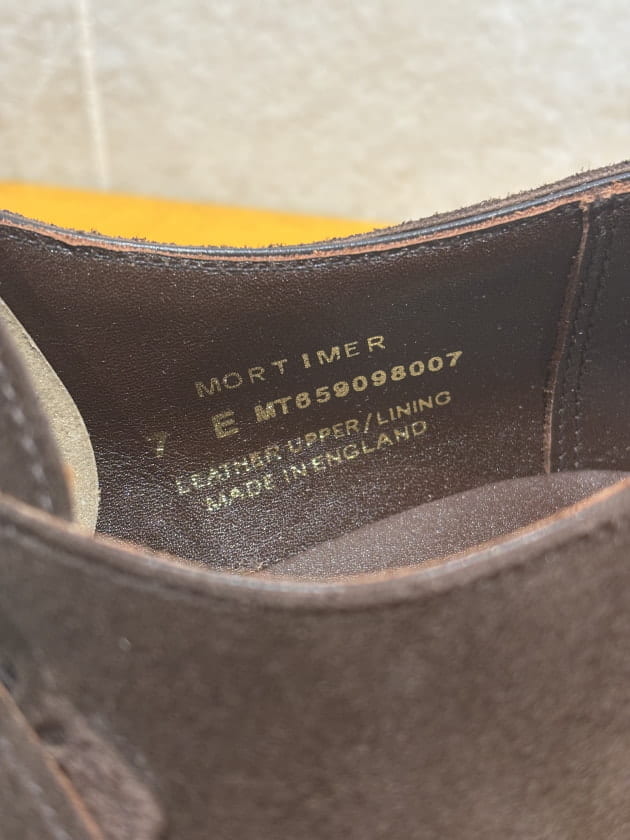 MORTIMER
7 E MT659098007
LEATHER UPPER/LINING
MADE IN ENGLAND